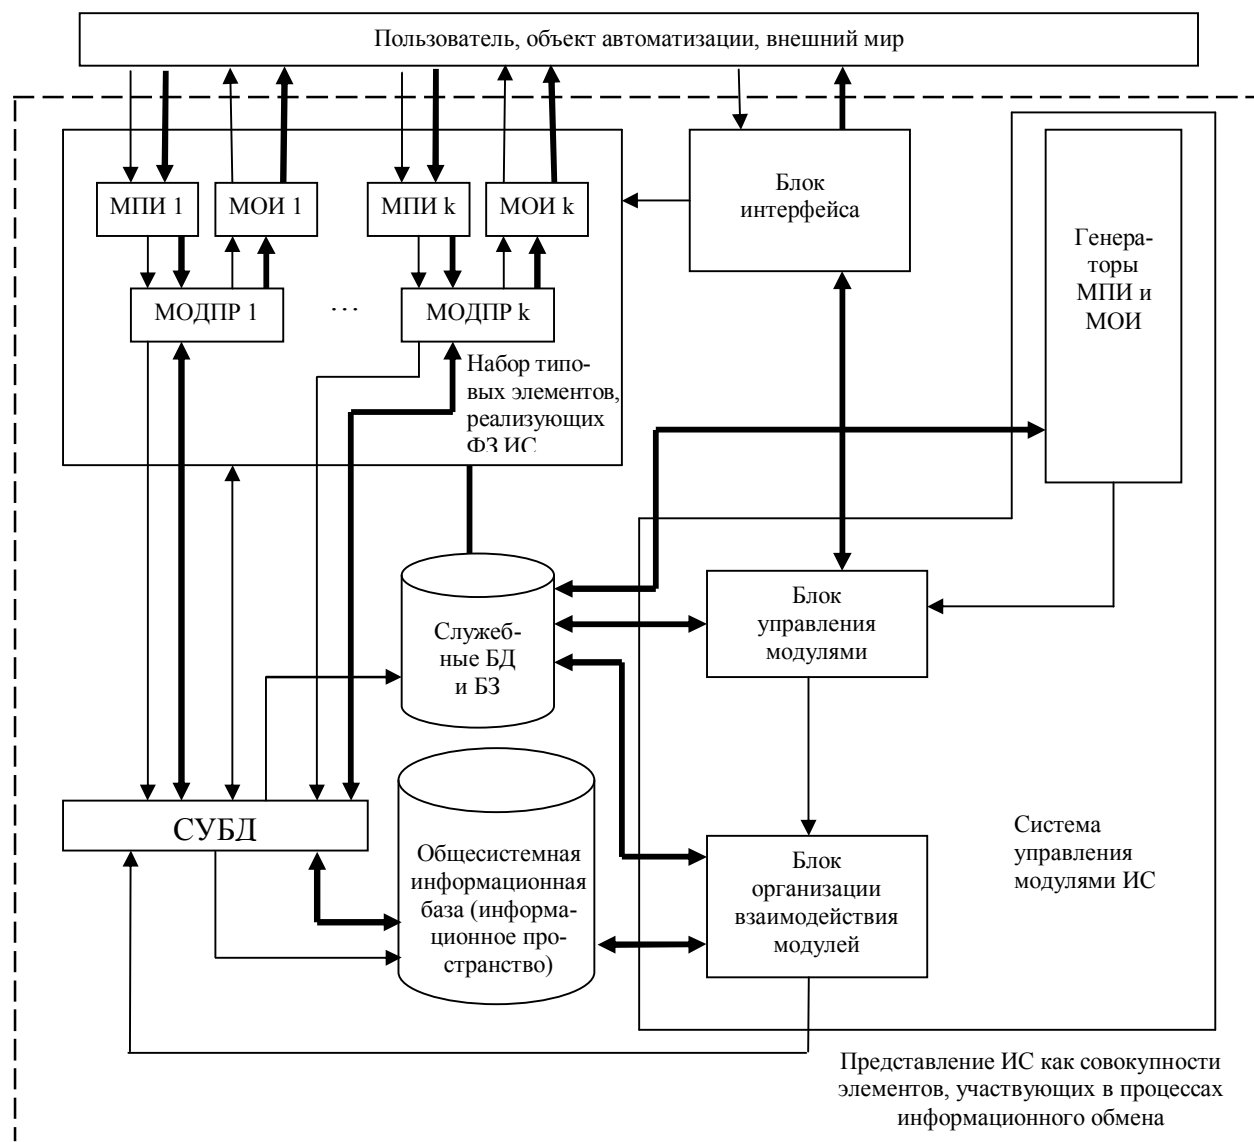 Пользователь, объект автоматизации, внешний мир
МПИ 1
МОИ 1
МПИ k
МОИ k
МОДПР 1
...
МОДПР k
Набор типо-
вых элементов,
реализующих
ФЗ ИС
Блок
интерфейса
Генера-
торы
МПИ и
МОИ
Служеб-
ные БД
и БЗ
Блок
управления
модулями
СУБД
Общесистемная
информационная
база (информа-
ционное про-
странство)
Блок
организации
взаимодействия
модулей
Система
управления
модулями ИС
Представление ИС как совокупности
элементов, участвующих в процессах
информационного обмена